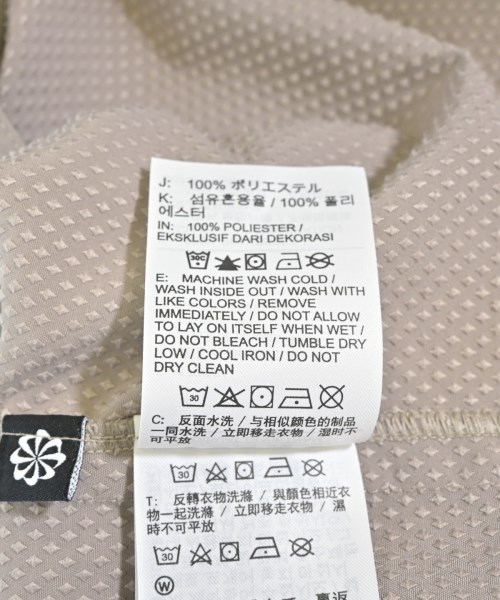 J: 100% ポリエステル
K: 섬유혼용율 / 100% 폴리
에스터
IN: 100% POLIESTER /
EKSKLUSIF DARI DEKORASI
30C
E: MACHINE WASH COLD /
WASH INSIDE OUT / WASH WITH
LIKE COLORS / REMOVE
IMMEDIATELY / DO NOT ALLOW
TO LAY ON ITSELF WHEN WET /
DO NOT BLEACH / TUMBLE DRY
LOW / COOL IRON / DO NOT
DRY CLEAN
30
C: 反面水洗 / 与相似颜色的制品
一同水洗 / 立即移走衣物 / 湿时不
可平放
30
T: 反轉衣物洗滌 / 與顏色相近衣
物一起洗滌 / 立即移走衣物 / 濕
時不可平放
30
W